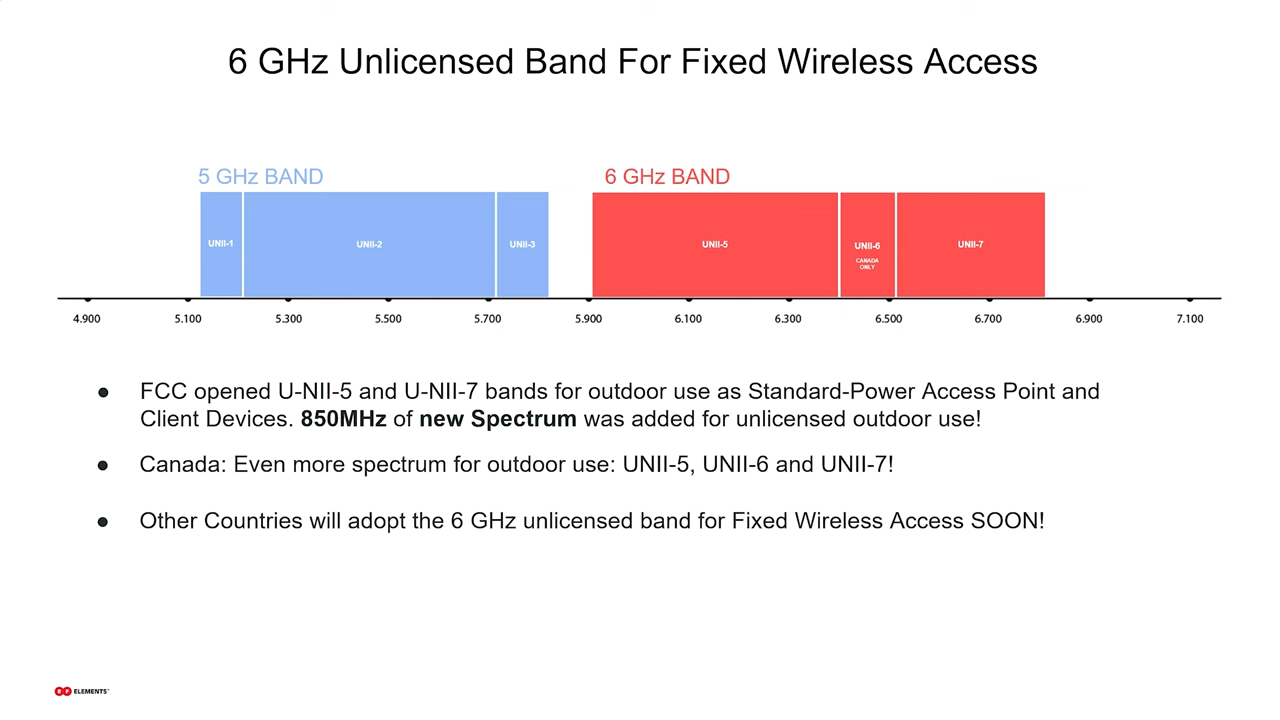 6 GHz Unlicensed Band For Fixed Wireless Access
5 GHz BAND
6 GHz BAND
UNII-1
UNII-2
UNII-3
UNII-5
UNII-6
CANADA
ONLY
UNII-7
4.900
5.100
5.300
5.500
5.700
5.900
6.100
6.300
6.500
6.700
6.900
7.100
● FCC opened U-NII-5 and U-NII-7 bands for outdoor use as Standard-Power Access Point and
Client Devices. 850MHz of new Spectrum was added for unlicensed outdoor use!
● Canada: Even more spectrum for outdoor use: UNII-5, UNII-6 and UNII-7!
● Other Countries will adopt the 6 GHz unlicensed band for Fixed Wireless Access SOON!
ELEMENTS